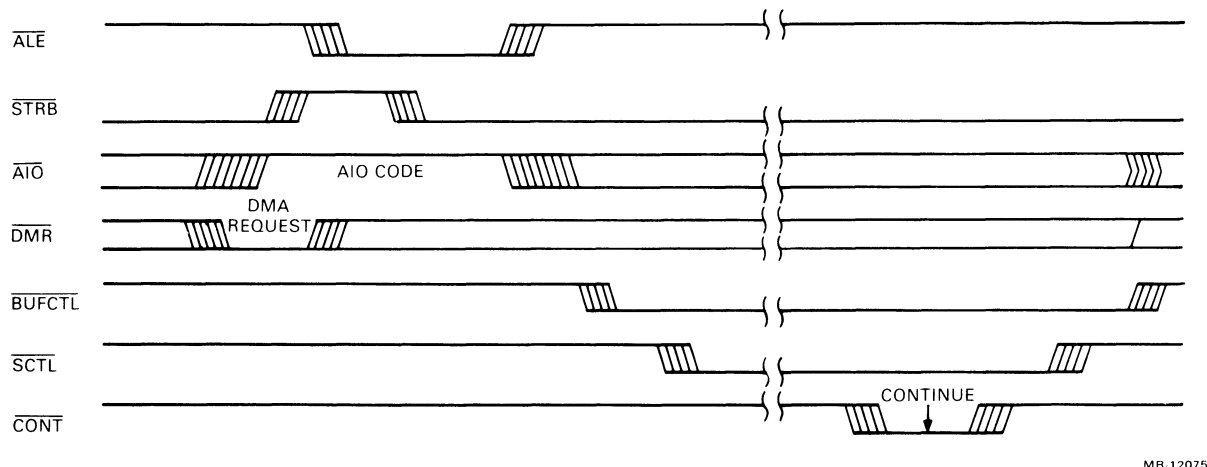 ALE
STRB
AIO
AIO CODE
DMA
REQUEST
DMR
BUFCTL
SCTL
CONTINUE
CONT
MR-12075